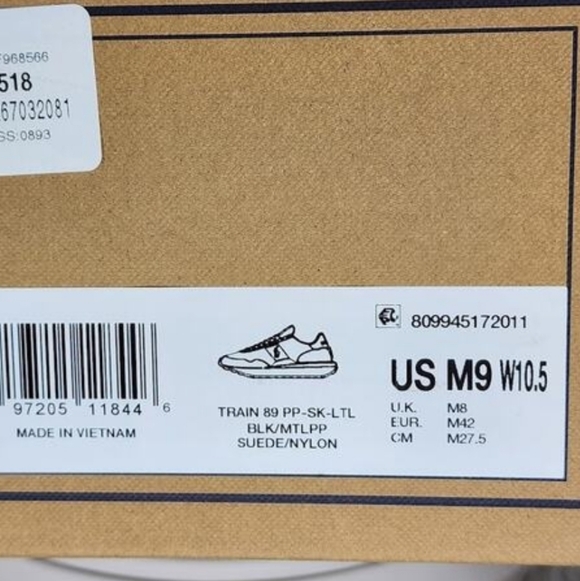 F968566
518
67032081
SS:0893
809945172011
US M9 W10.5
U.K. M8
EUR. M42
CM M27.5
97205 11844 6
MADE IN VIETNAM
TRAIN 89 PP-SK-LTL
BLK/MTLPP
SUEDE/NYLON